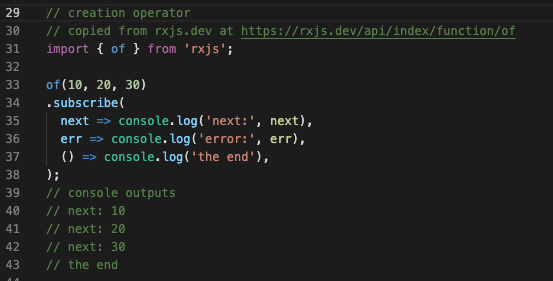 29 // creation operator
30 // copied from rxjs.dev at https://rxjs.dev/api/index/function/of
31 import { of } from 'rxjs';
32
33 of(10, 20, 30)
34 .subscribe(
35   next => console.log('next:', next),
36   err => console.log('error:', err),
37   () => console.log('the end'),
38 );
39 // console outputs
40 // next: 10
41 // next: 20
42 // next: 30
43 // the end